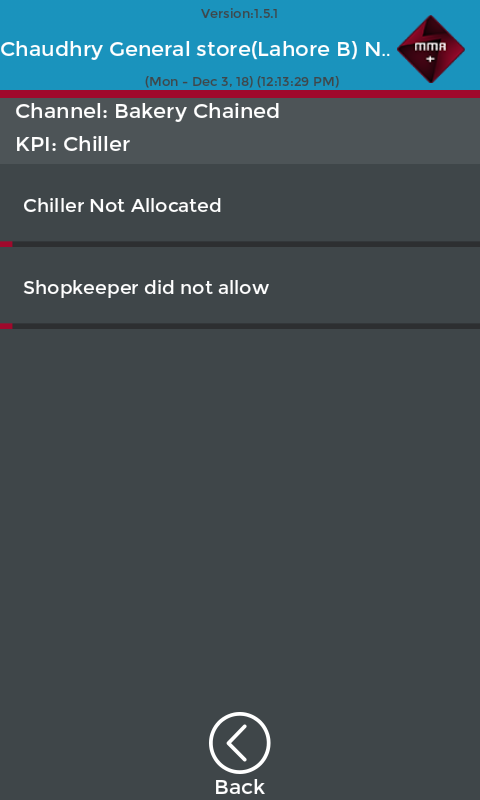 Version:1.5.1
Chaudhry General store(Lahore B) N..
MMA
+
(Mon - Dec 3, 18) (12:13:29 PM)
Channel: Bakery Chained
KPI: Chiller
Chiller Not Allocated
Shopkeeper did not allow
Back